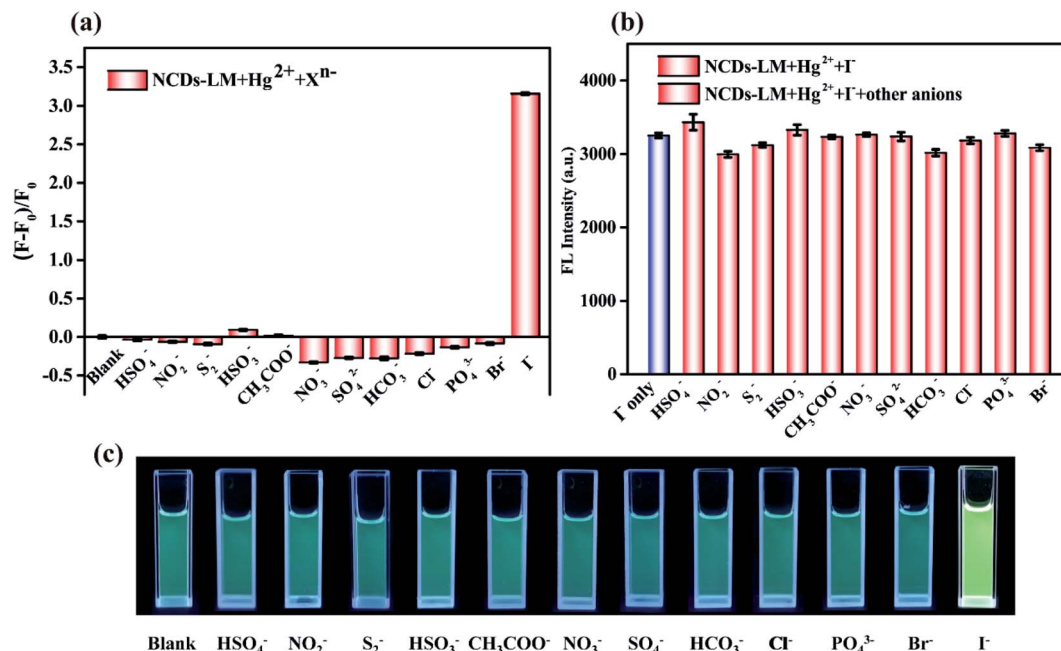 (a)
3.5
3.0
2.5
2.0
1.5
1.0
0.5
0.0
-0.5
(F-F₀)/F₀
NCDs-LM+Hg²⁺+Xⁿ⁻
Blank
HSO₄⁻
NO₂⁻
S₂⁻
HSO₃⁻
CH₃COO⁻
NO₃⁻
SO₄²⁻
HCO₃⁻
Cl⁻
PO₄³⁻
Br⁻
I⁻
(b)
4000
3000
2000
1000
0
FL Intensity (a.u.)
NCDs-LM+Hg²⁺+I⁻
NCDs-LM+Hg²⁺+I⁻+other anions
I⁻ only
HSO₄⁻
NO₂⁻
S₂⁻
HSO₃⁻
CH₃COO⁻
NO₃⁻
SO₄²⁻
HCO₃⁻
Cl⁻
PO₄³⁻
Br⁻
(c)
Blank HSO₄⁻ NO₂⁻ S₂⁻ HSO₃⁻ CH₃COO⁻ NO₃⁻ SO₄⁻ HCO₃⁻ Cl⁻ PO₄³⁻ Br⁻ I⁻